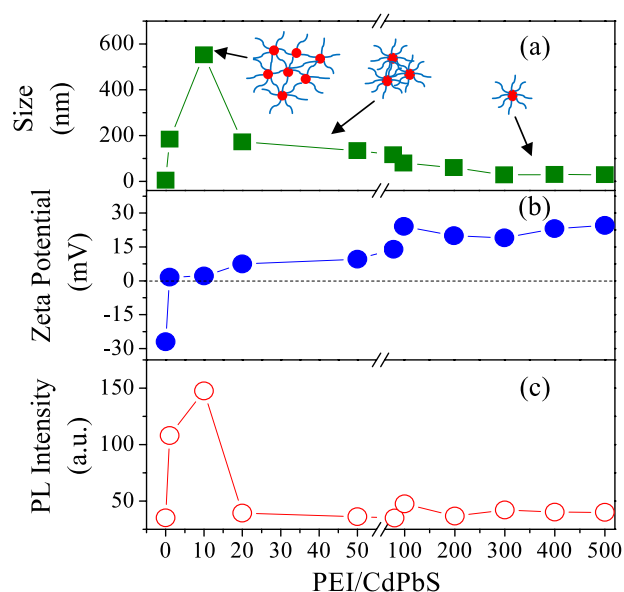 (a)
600
400
200
0
Size
(nm)
(b)
30
15
0
-15
-30
Zeta Potential
(mV)
(c)
150
100
50
PL Intensity
(a.u.)
0 10 20 30 40 50 100 200 300 400 500
PEI/CdPbS